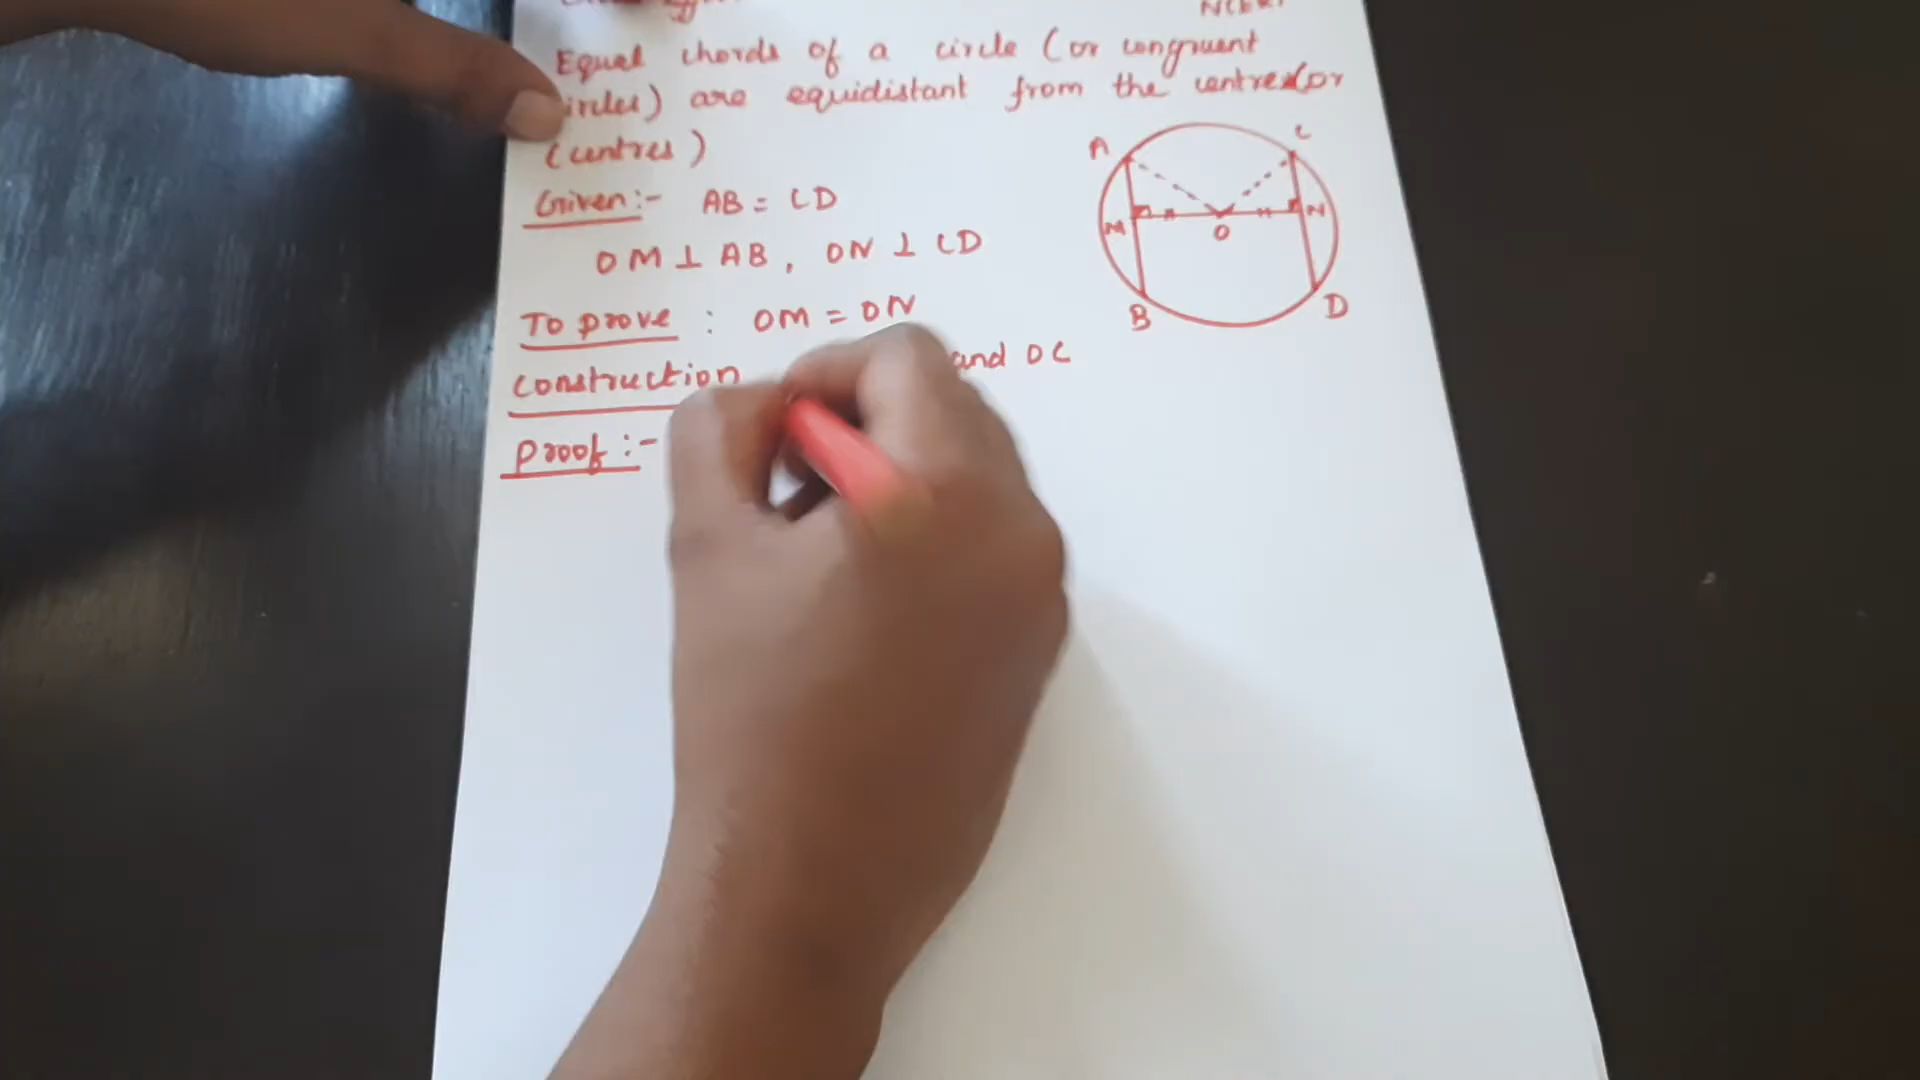 NCERT
Equal chords of a circle (or congruent
circles) are equidistant from the centre(or
(centres)
Given:- AB = CD
OM ⊥ AB, ON ⊥ CD
To prove : OM = ON
Construction and OC
Proof:-
A
C
M
N
O
B
D